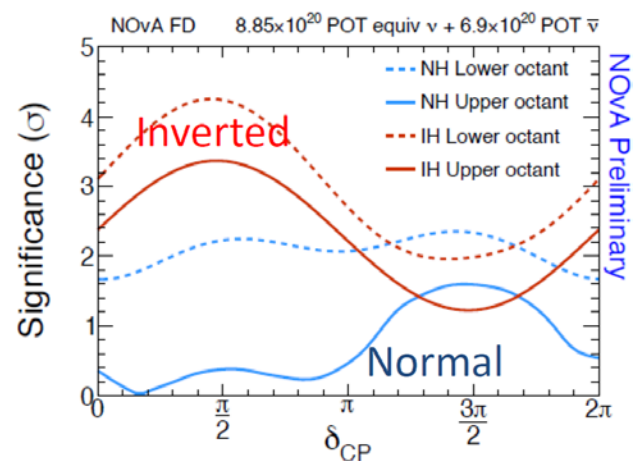 NOvA FD 8.85×10²⁰ POT equiv ν + 6.9×10²⁰ POT ν̅
5
4
3
2
1
0
Significance (σ)
NH Lower octant
NH Upper octant
IH Lower octant
IH Upper octant
Inverted
Normal
NOvA Preliminary
0 π/2 π 3π/2 2π
δ_CP